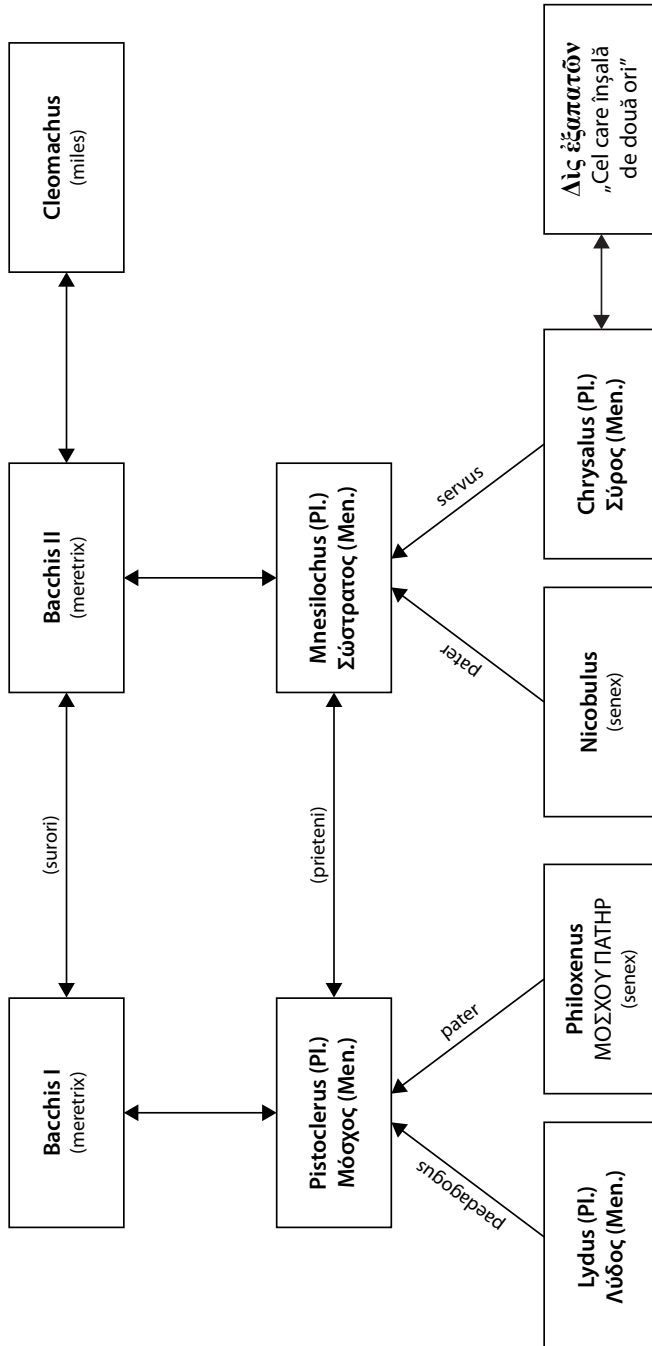 Bacchis I
(meretrix)
(surori)
Bacchis II
(meretrix)
Cleomachus
(miles)
Pistoclerus (Pl.)
Μόσχος (Men.)
(prieteni)
Mnesilochus (Pl.)
Σώστρατος (Men.)
paedagogus
pater
pater
servus
Lydus (Pl.)
Λύδος (Men.)
Philoxenus
ΜΟΣΧΟΥ ΠΑΤΗΡ
(senex)
Nicobulus
(senex)
Chrysalus (Pl.)
Σύρος (Men.)
Δὶς ἐξαπατῶν
„Cel care înșală
de două ori”